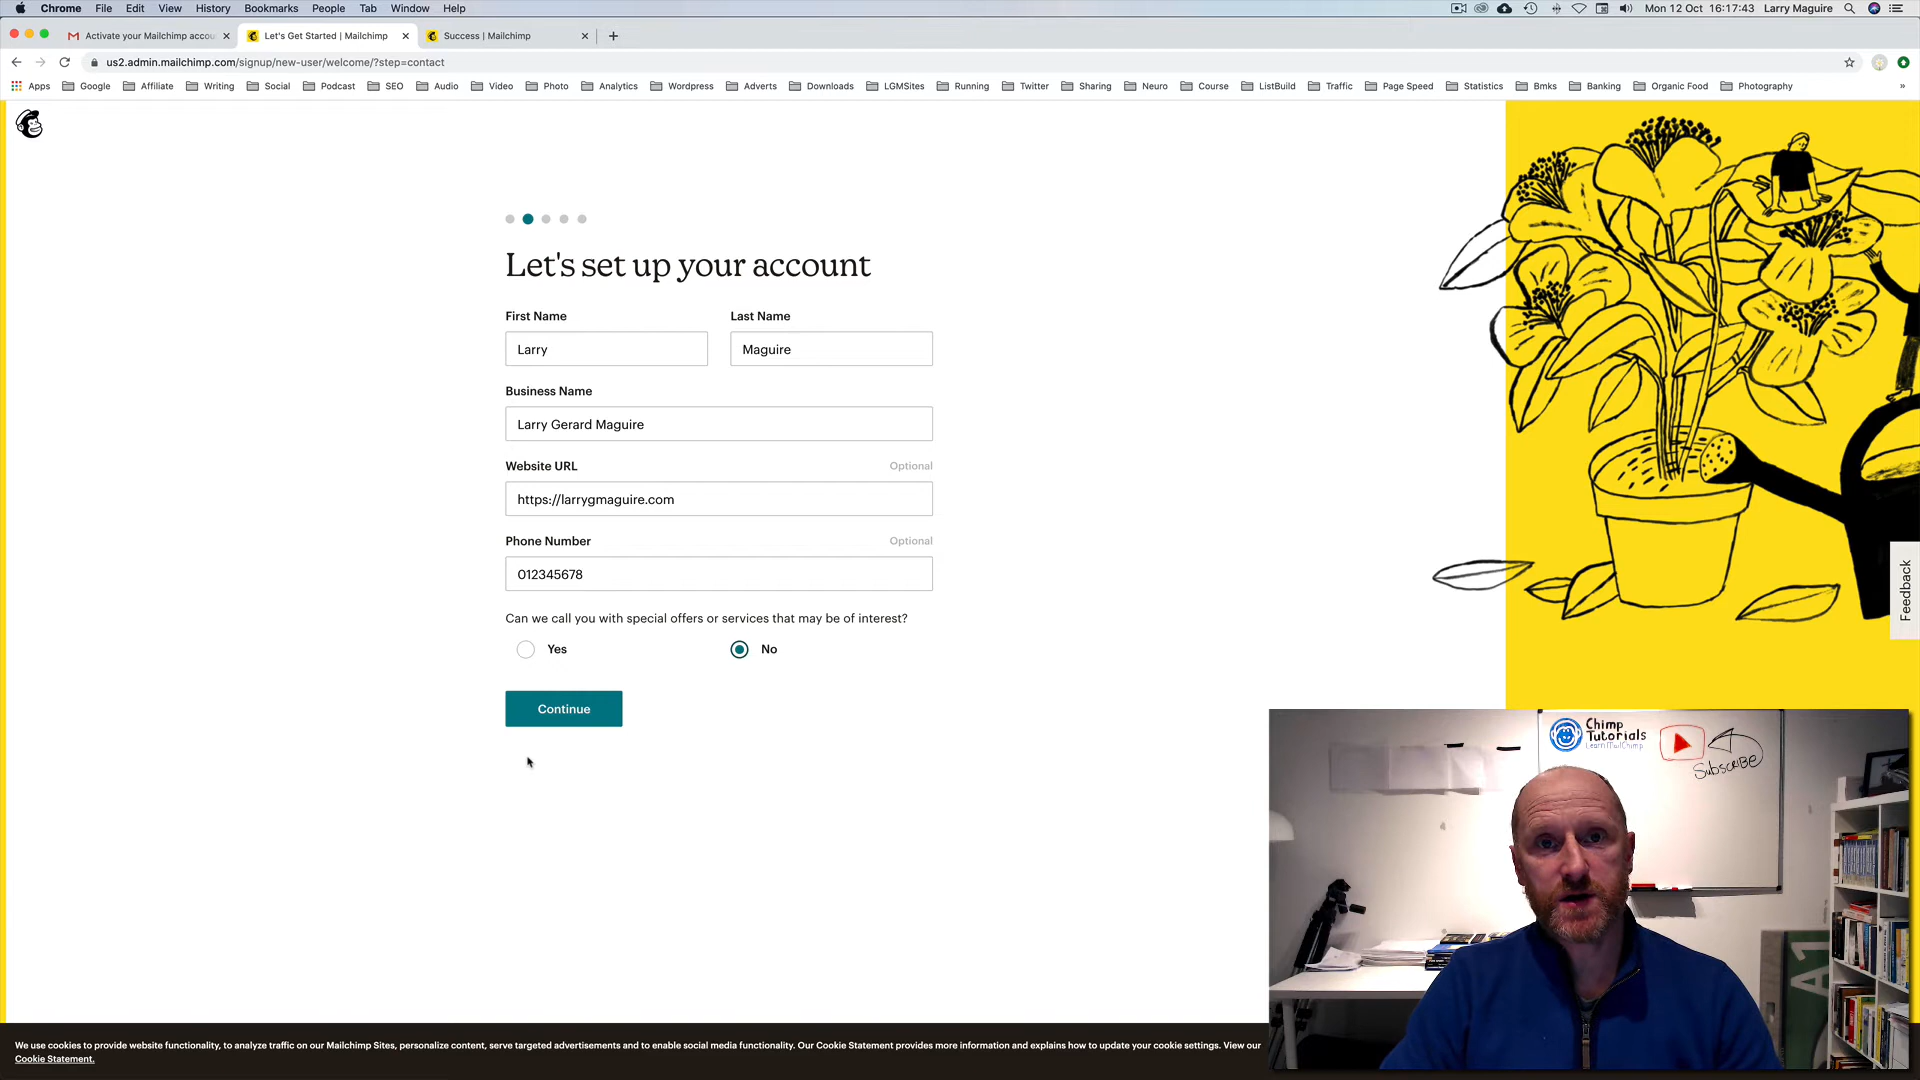 Chrome File Edit View History Bookmarks People Tab Window Help Mon 12 Oct 16:17:43 Larry Maguire
Activate your Mailchimp accou Let's Get Started | Mailchimp Success | Mailchimp
us2.admin.mailchimp.com/signup/new-user/welcome/?step=contact
Apps Google Affiliate Writing Social Podcast SEO Audio Video Photo Analytics Wordpress Adverts Downloads LGMSites Running Twitter Sharing Neuro Course ListBuild Traffic Page Speed Statistics Bmks Banking Organic Food Photography »
Let's set up your account
First Name Last Name
Larry Maguire
Business Name
Larry Gerard Maguire
Website URL Optional
https://larrygmaguire.com
Phone Number Optional
012345678
Can we call you with special offers or services that may be of interest?
Yes No
Continue
Feedback
Chimp
Tutorials
Learn MailChimp
SUBSCRIBE
A1
We use cookies to provide website functionality, to analyze traffic on our Mailchimp Sites, personalize content, serve targeted advertisements and to enable social media functionality. Our Cookie Statement provides more information and explains how to update your cookie settings. View our
Cookie Statement.